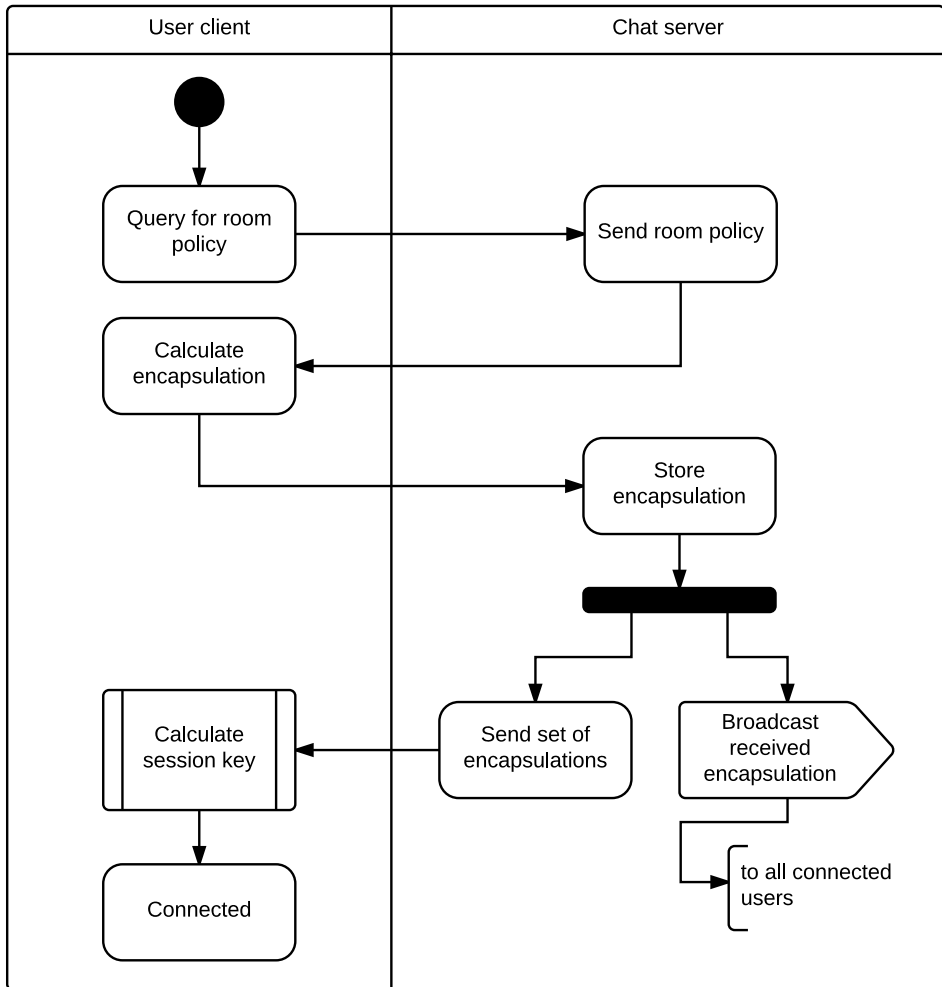 User client
Chat server
Query for room
policy
Send room policy
Calculate
encapsulation
Store
encapsulation
Calculate
session key
Send set of
encapsulations
Broadcast
received
encapsulation
to all connected
users
Connected